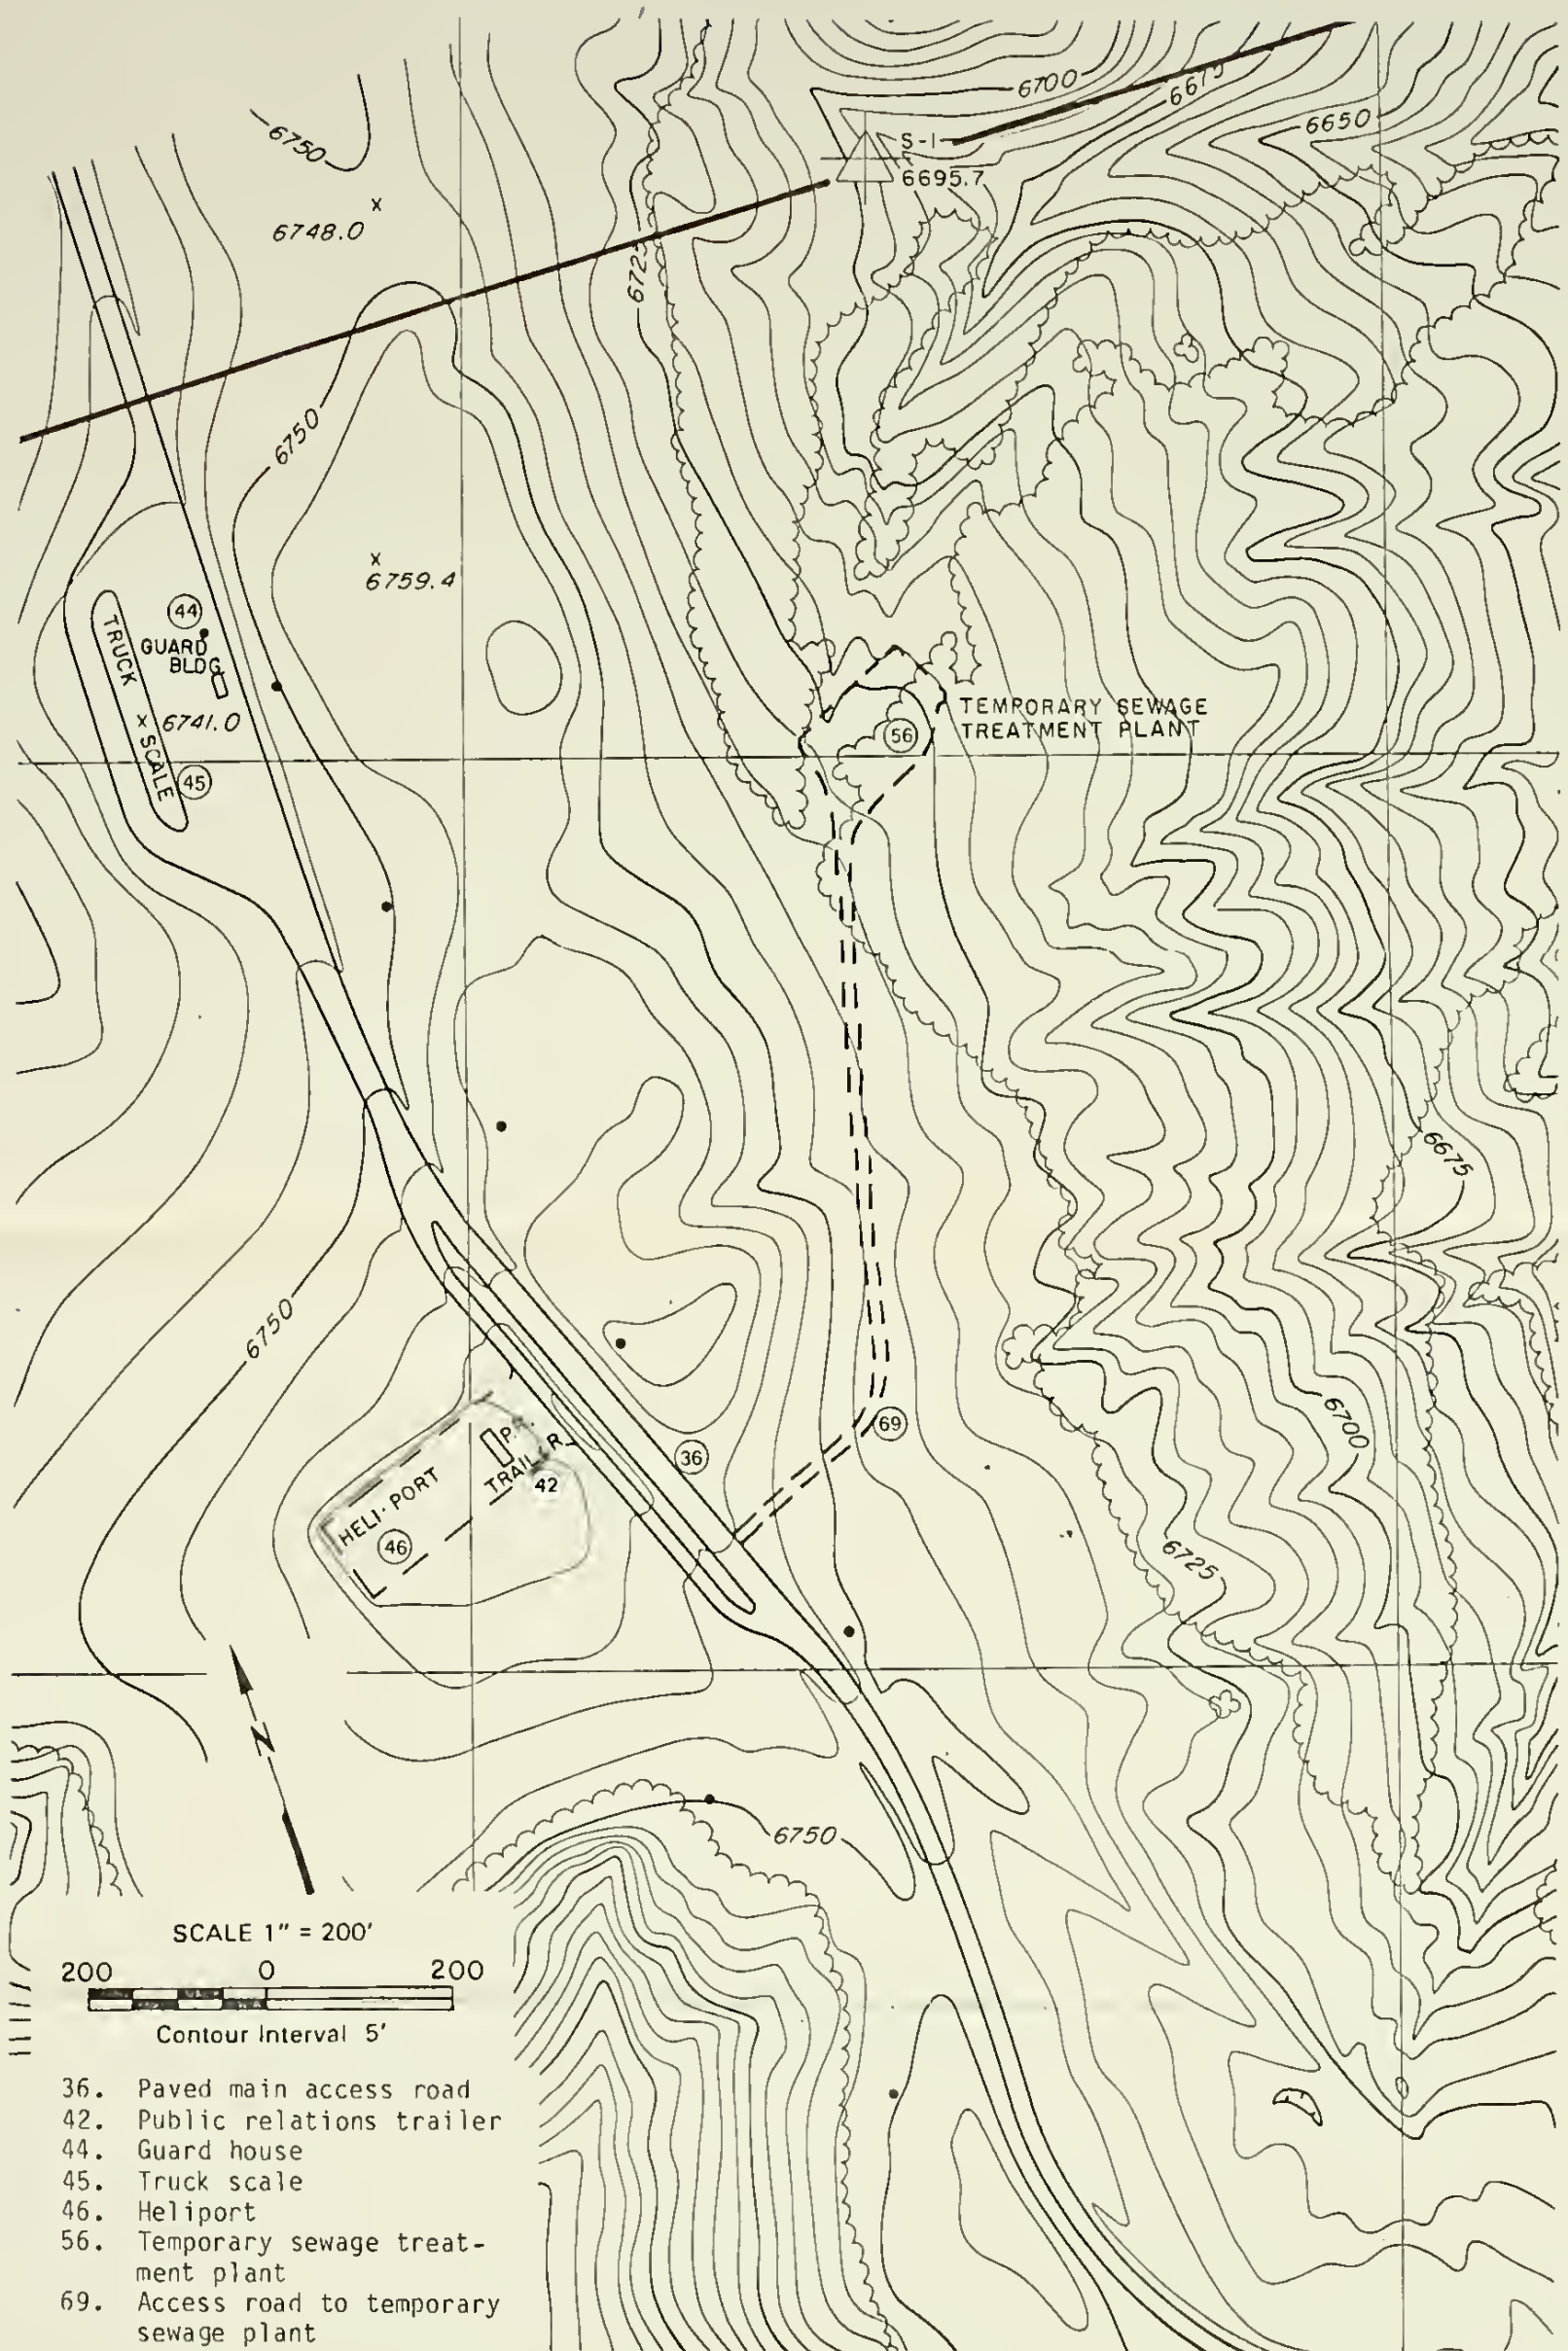 6750
6700
6675
6650
S-1
6695.7
6748.0
6725
6750
6759.4
44
GUARD
BLDG.
TRUCK SCALE
6741.0
45
TEMPORARY SEWAGE
TREATMENT PLANT
56
6675
6750
69
36
P.R.
TRAILER
42
HELI-PORT
46
6700
6725
N
6750
SCALE 1" = 200'
200 0 200
Contour Interval 5'
36. Paved main access road
42. Public relations trailer
44. Guard house
45. Truck scale
46. Heliport
56. Temporary sewage treat-
ment plant
69. Access road to temporary
sewage plant